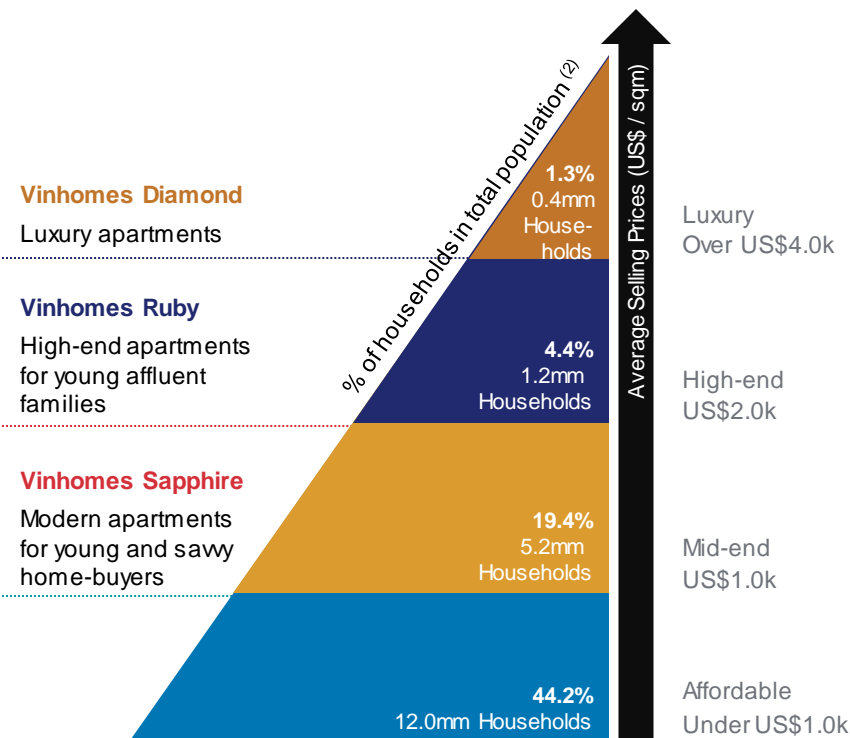 % of households in total population (2)
Average Selling Prices (US$ / sqm)
Vinhomes Diamond
Luxury apartments
1.3%
0.4mm
House-
holds
Luxury
Over US$4.0k
Vinhomes Ruby
High-end apartments
for young affluent
families
4.4%
1.2mm
Households
High-end
US$2.0k
Vinhomes Sapphire
Modern apartments
for young and savvy
home-buyers
19.4%
5.2mm
Households
Mid-end
US$1.0k
44.2%
12.0mm Households
Affordable
Under US$1.0k